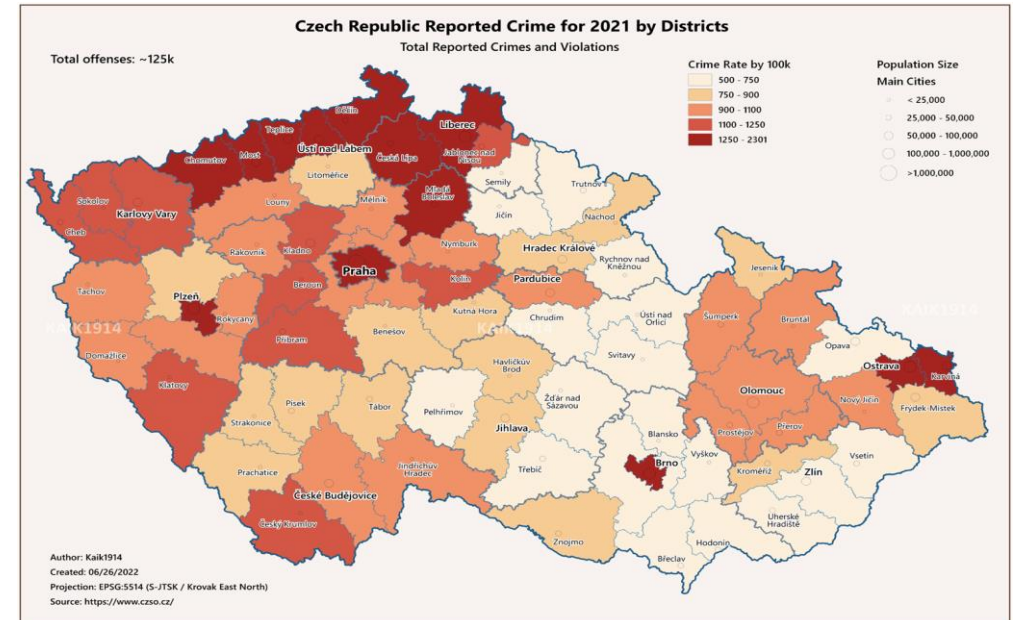 Czech Republic Reported Crime for 2021 by Districts
Total Reported Crimes and Violations
Total offenses: ~125k
Crime Rate by 100k
500 - 750
750 - 900
900 - 1100
1100 - 1250
1250 - 2301
Population Size
Main Cities
< 25,000
25,000 - 50,000
50,000 - 100,000
100,000 - 1,000,000
>1,000,000
Děčín
Liberec
Teplice
Ústí nad Labem
Chomutov
Most
Česká Lípa
Jablonec nad
Nisou
Litoměřice
Semily
Trutnov
Sokolov
Karlovy Vary
Louny
Mělník
Mladá
Boleslav
Jičín
Náchod
Cheb
Rakovník
Kladno
Nymburk
Hradec Králové
Rychnov nad
Kněžnou
Jeseník
Praha
Tachov
Plzeň
Beroun
Kolín
Pardubice
KAIK1914
Rokycany
Kutná Hora
KAIK1914
Chrudim
Ústí nad
Orlicí
Šumperk
Bruntál
KAIK1914
Domažlice
Příbram
Benešov
Svitavy
Opava
Ostrava
Karviná
Klatovy
Havlíčkův
Brod
Olomouc
Nový Jičín
Frýdek-Místek
Písek
Tábor
Pelhřimov
Žďár nad
Sázavou
Strakonice
Jihlava
Blansko
Prostějov
Přerov
Prachatice
Jindřichův
Hradec
Třebíč
Brno
Vyškov
Kroměříž
Zlín
Vsetín
České Budějovice
Český Krumlov
Uherské
Hradiště
Znojmo
Hodonín
Břeclav
Author: Kaik1914
Created: 06/26/2022
Projection: EPSG:5514 (S-JTSK / Krovak East North)
Source: https://www.czso.cz/